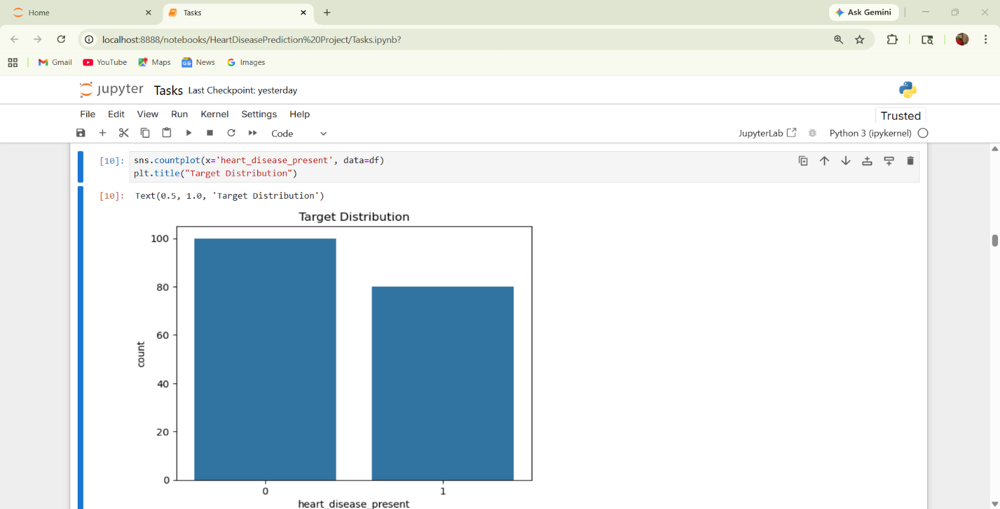 Home
Tasks
Ask Gemini
localhost:8888/notebooks/HeartDiseasePrediction%20Project/Tasks.ipynb?
Gmail YouTube Maps News Images
jupyter Tasks Last Checkpoint: yesterday
File Edit View Run Kernel Settings Help
Trusted
Code
JupyterLab
Python 3 (ipykernel)
[10]: sns.countplot(x='heart_disease_present', data=df)
plt.title("Target Distribution")
[10]: Text(0.5, 1.0, 'Target Distribution')
Target Distribution
100
80
60
40
20
0
count
0 1
heart_disease_present